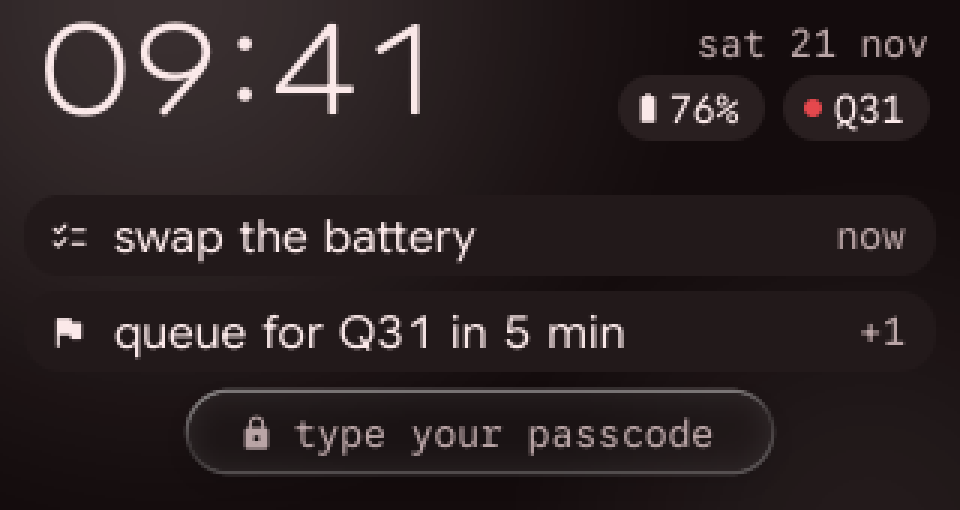 09:41
sat 21 nov
76% Q31
swap the battery now
queue for Q31 in 5 min +1
type your passcode